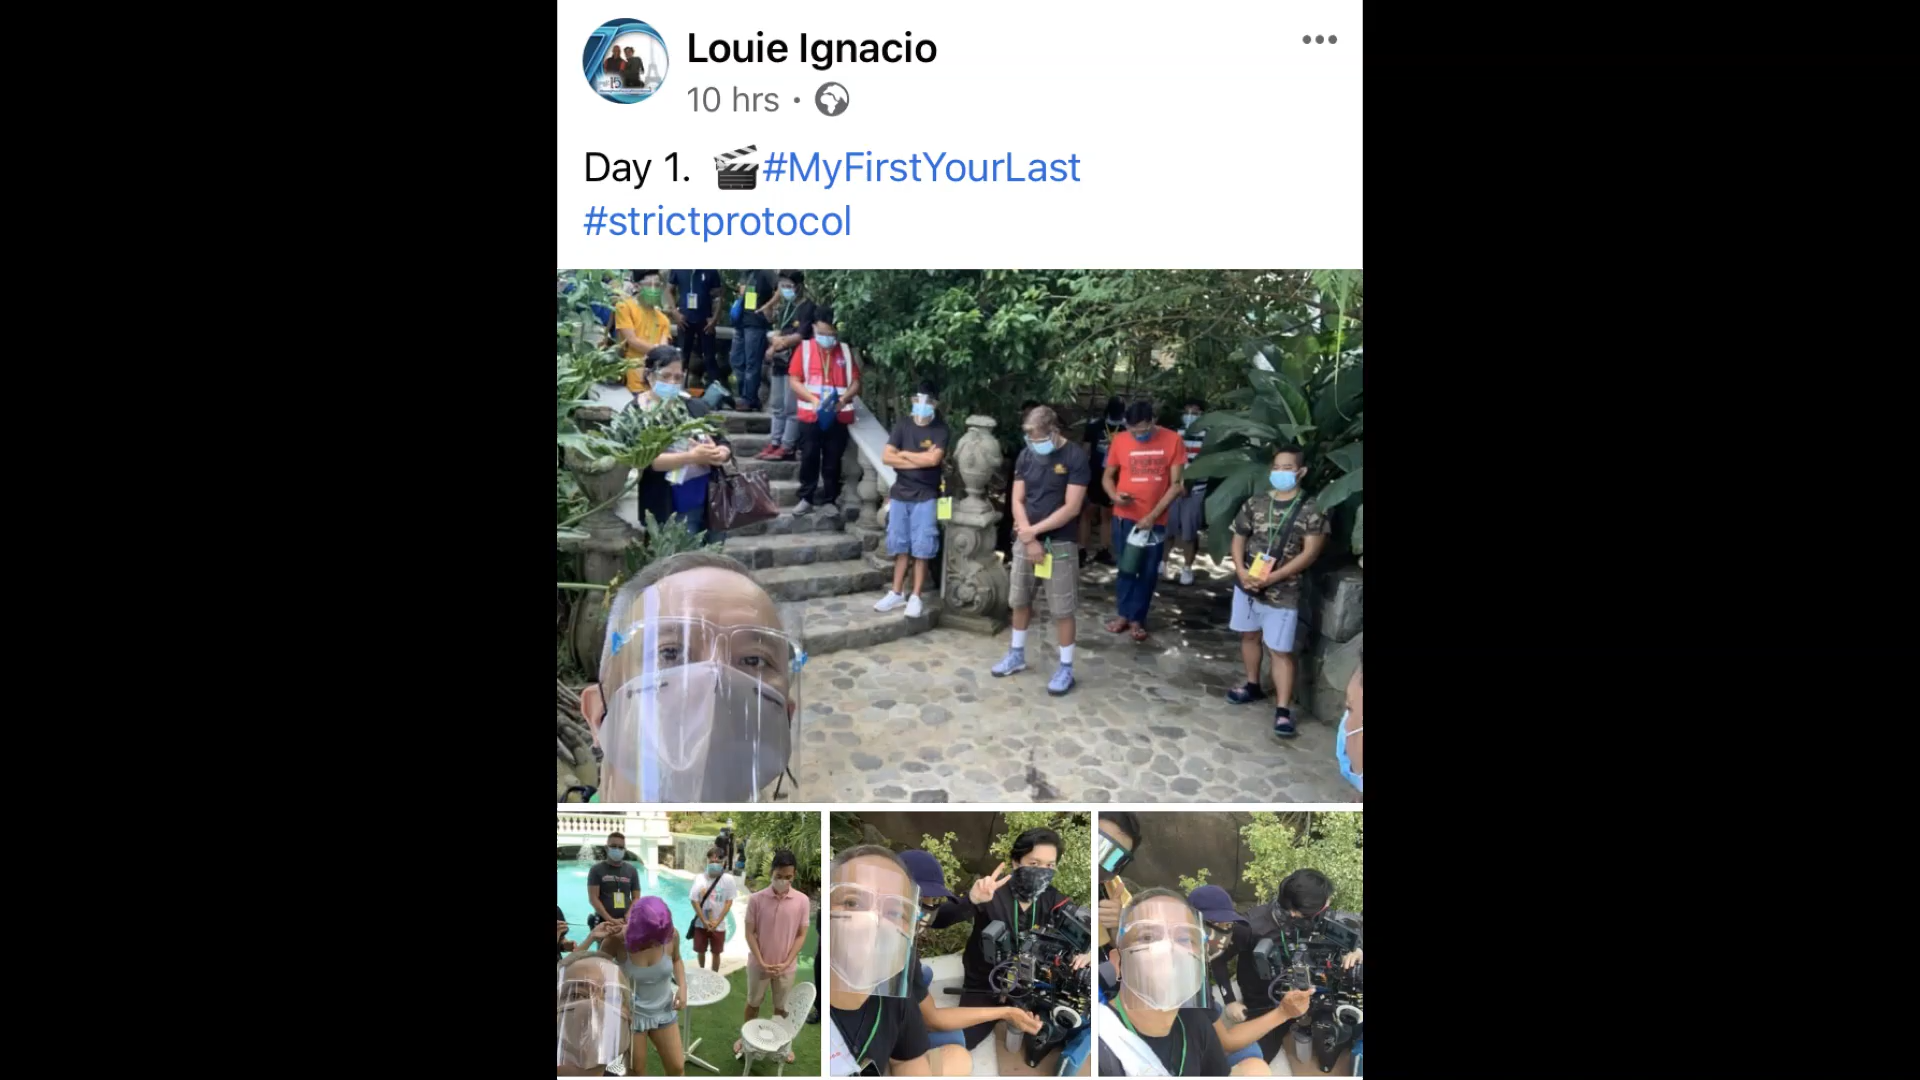 Louie Ignacio
10 hrs ·
Day 1. 🎬#MyFirstYourLast
#strictprotocol